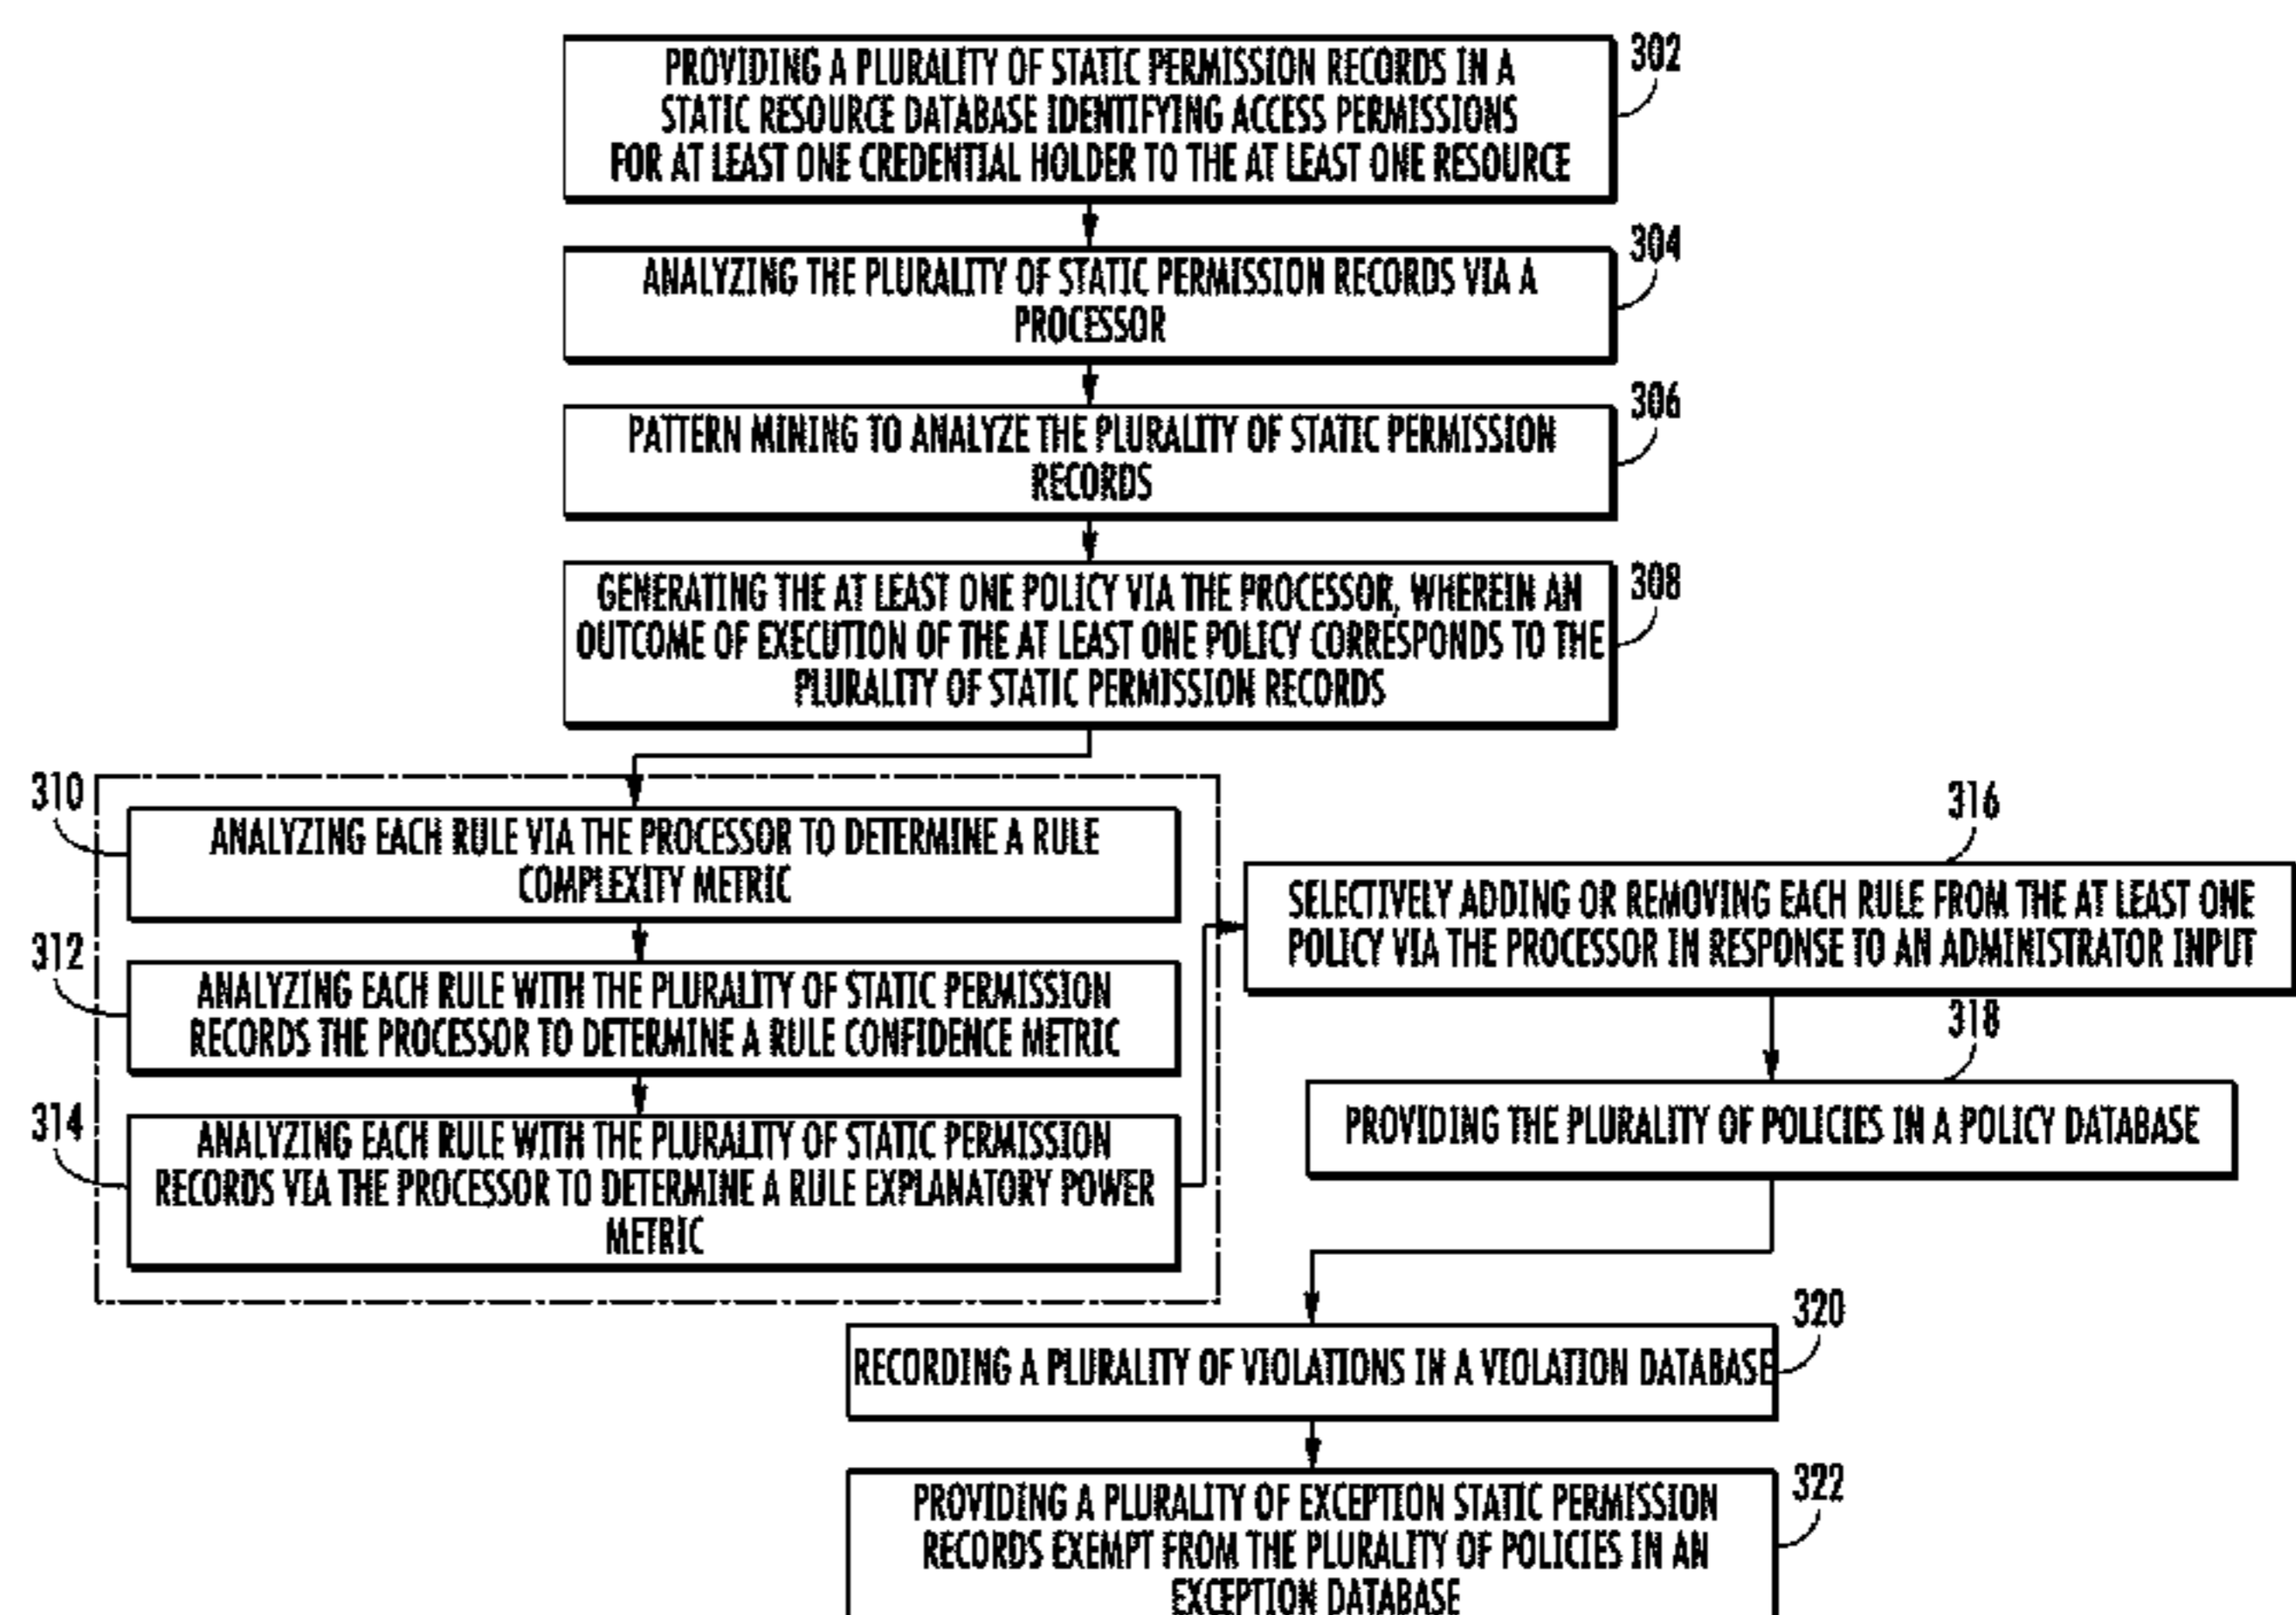 PROVIDING A PLURALITY OF STATIC PERMISSION RECORDS IN A
STATIC RESOURCE DATABASE IDENTIFYING ACCESS PERMISSIONS
FOR AT LEAST ONE CREDENTIAL HOLDER TO THE AT LEAST ONE RESOURCE
302
ANALYZING THE PLURALITY OF STATIC PERMISSION RECORDS VIA A
PROCESSOR
304
PATTERN MINING TO ANALYZE THE PLURALITY OF STATIC PERMISSION
RECORDS
306
GENERATING THE AT LEAST ONE POLICY VIA THE PROCESSOR, WHEREIN AN
OUTCOME OF EXECUTION OF THE AT LEAST ONE POLICY CORRESPONDS TO THE
PLURALITY OF STATIC PERMISSION RECORDS
308
310
ANALYZING EACH RULE VIA THE PROCESSOR TO DETERMINE A RULE
COMPLEXITY METRIC
312
ANALYZING EACH RULE WITH THE PLURALITY OF STATIC PERMISSION
RECORDS THE PROCESSOR TO DETERMINE A RULE CONFIDENCE METRIC
314
ANALYZING EACH RULE WITH THE PLURALITY OF STATIC PERMISSION
RECORDS VIA THE PROCESSOR TO DETERMINE A RULE EXPLANATORY POWER
METRIC
316
SELECTIVELY ADDING OR REMOVING EACH RULE FROM THE AT LEAST ONE
POLICY VIA THE PROCESSOR IN RESPONSE TO AN ADMINISTRATOR INPUT
318
PROVIDING THE PLURALITY OF POLICIES IN A POLICY DATABASE
320
RECORDING A PLURALITY OF VIOLATIONS IN A VIOLATION DATABASE
322
PROVIDING A PLURALITY OF EXCEPTION STATIC PERMISSION
RECORDS EXEMPT FROM THE PLURALITY OF POLICIES IN AN
EXCEPTION DATABASE